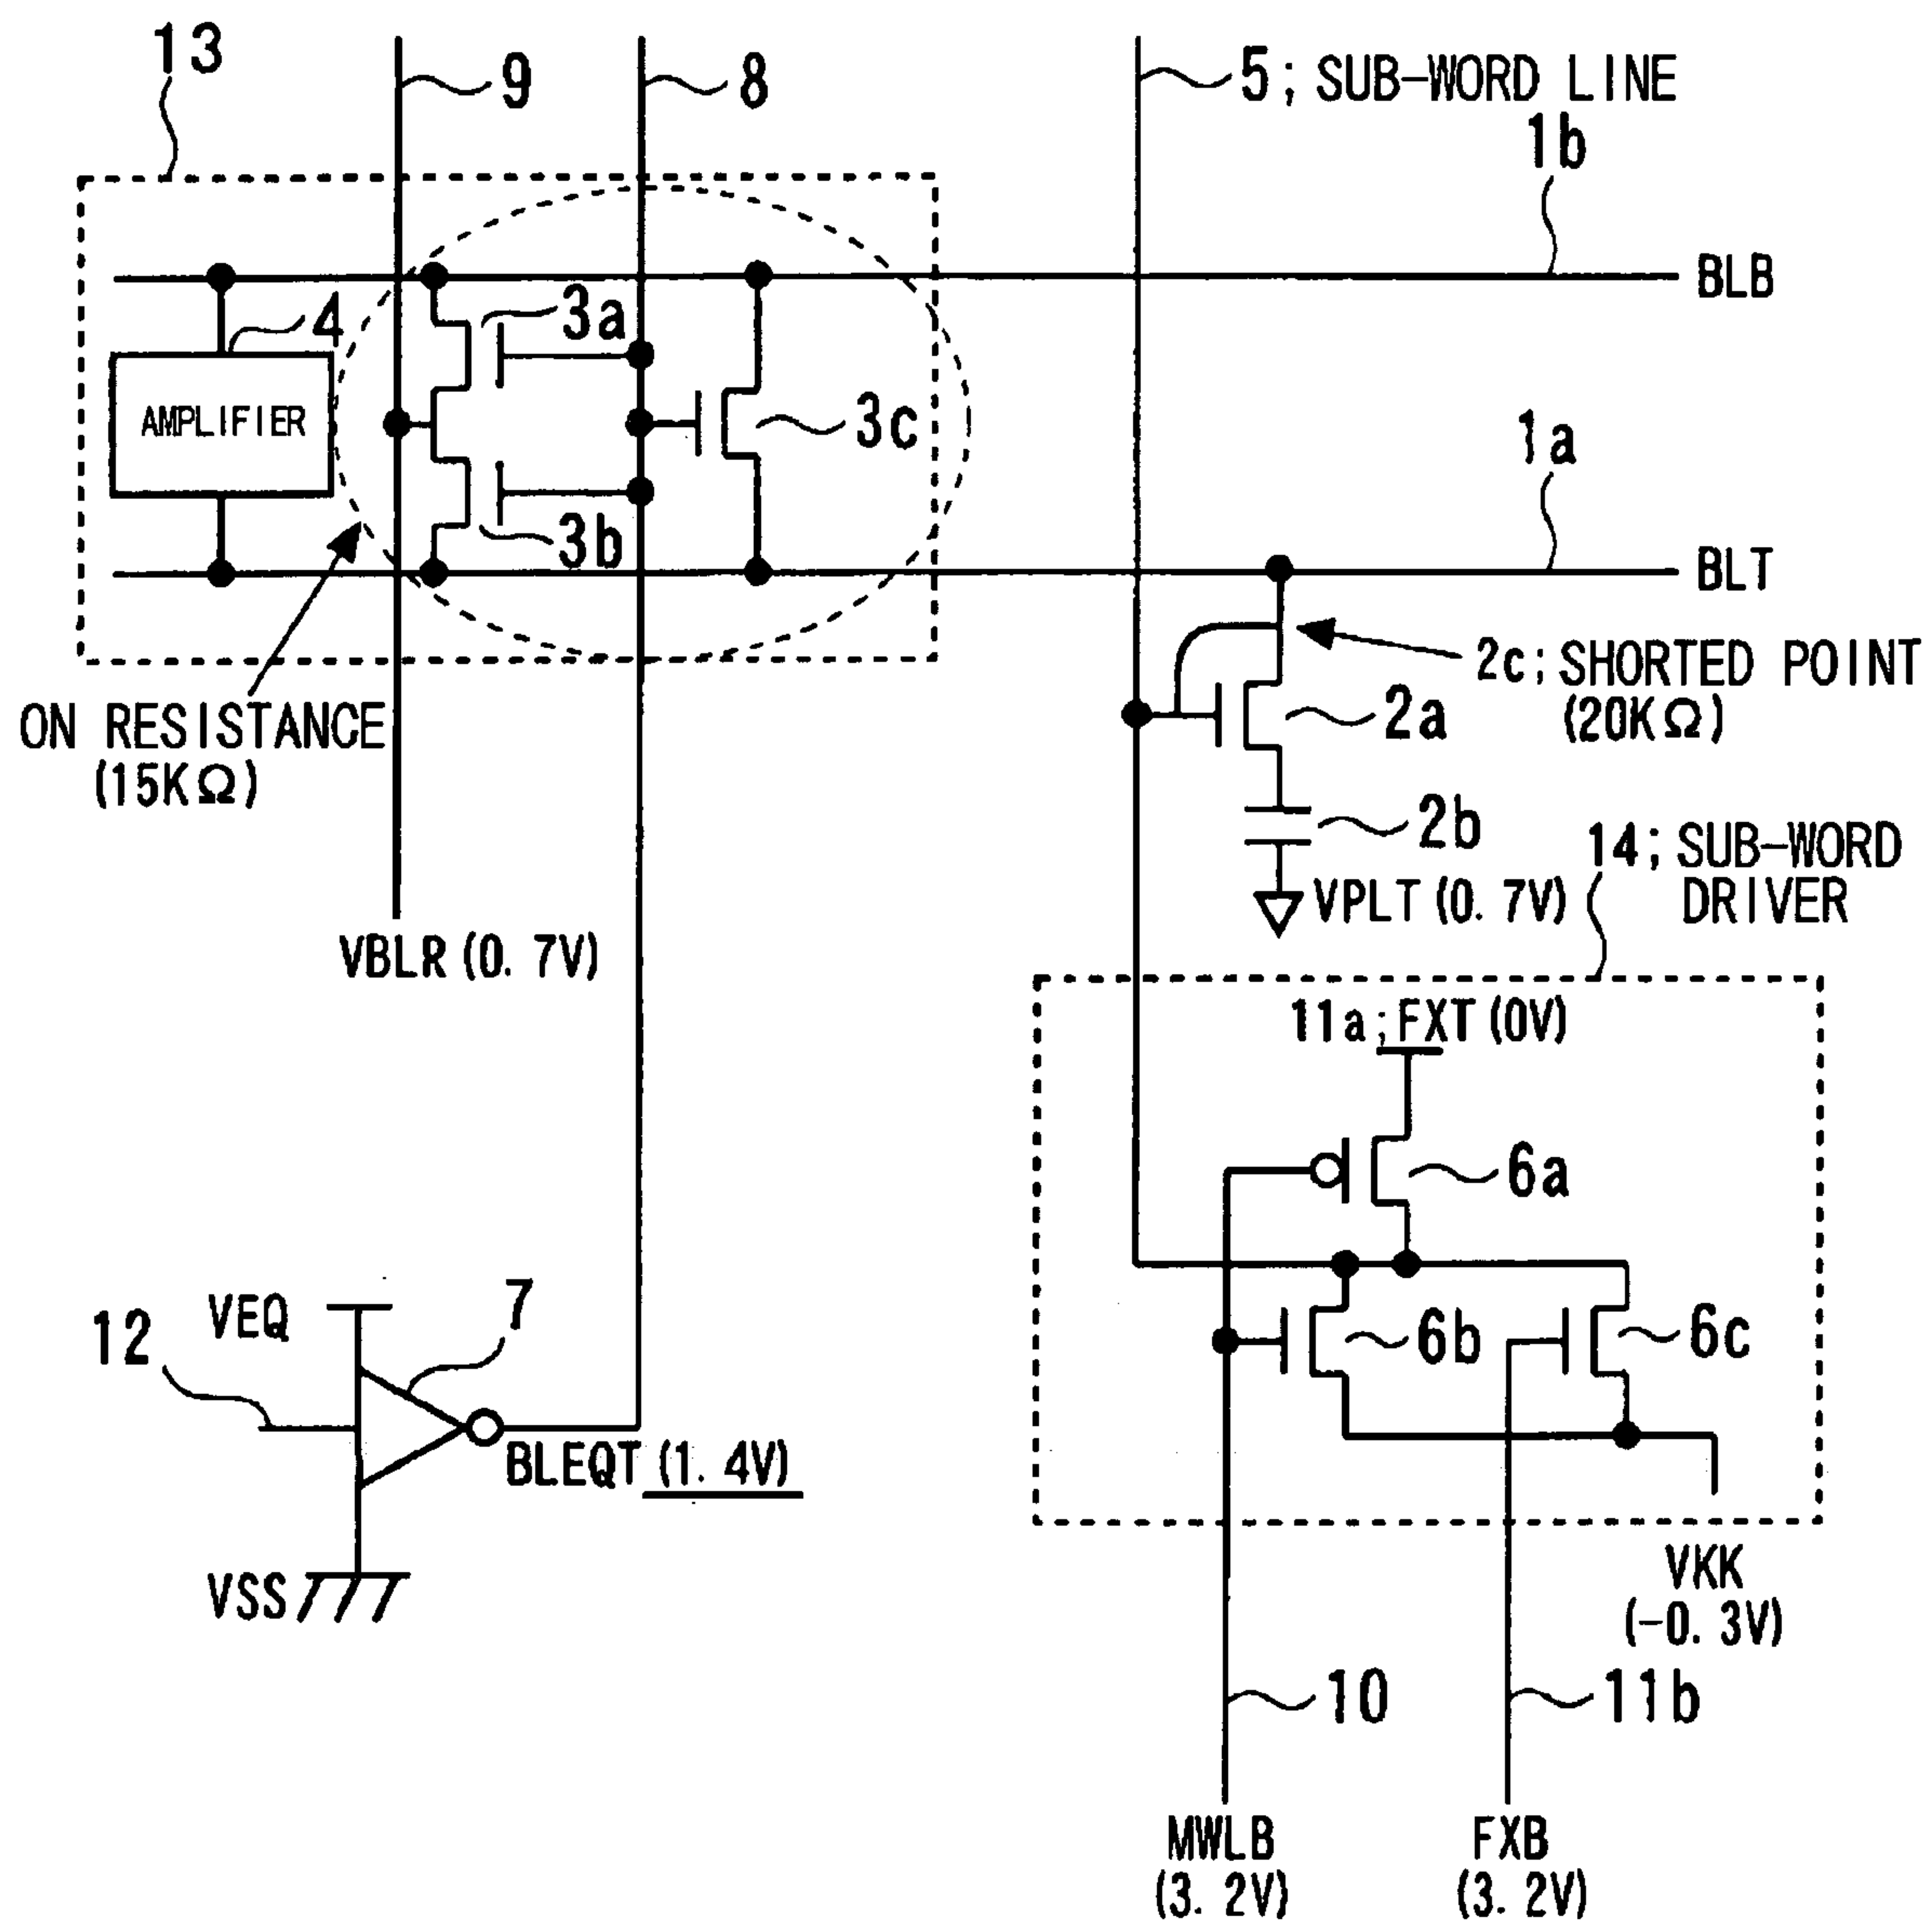 13
9
8
5; SUB-WORD LINE
1b
BLB
4
3a
AMPLIFIER
3c
1a
3b
BLT
2c; SHORTED POINT
(20KΩ)
ON RESISTANCE
(15KΩ)
2a
2b
14; SUB-WORD
DRIVER
VPLT (0. 7V)
VBLR (0. 7V)
11a; FXT (0V)
6a
VEQ
7
12
6b
6c
BLEQT (1. 4V)
VSS
VKK
(-0. 3V)
10
11b
MWLB
(3. 2V)
FXB
(3. 2V)